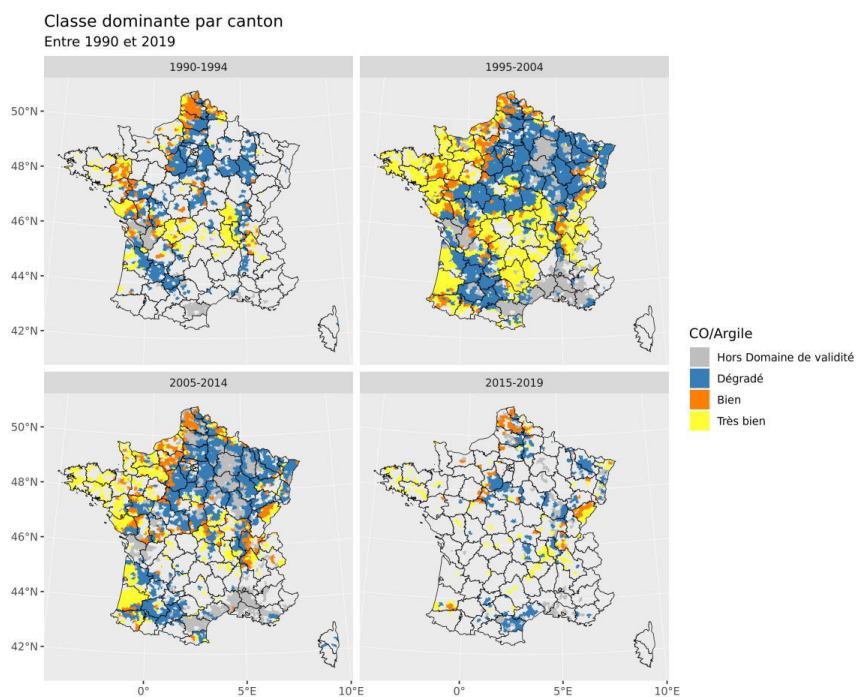 Classe dominante par canton
Entre 1990 et 2019
1990-1994
1995-2004
50°N
48°N
46°N
44°N
42°N
2005-2014
2015-2019
50°N
48°N
46°N
44°N
42°N
0°
5°E
10°E
0°
5°E
10°E
CO/Argile
Hors Domaine de validité
Dégradé
Bien
Très bien